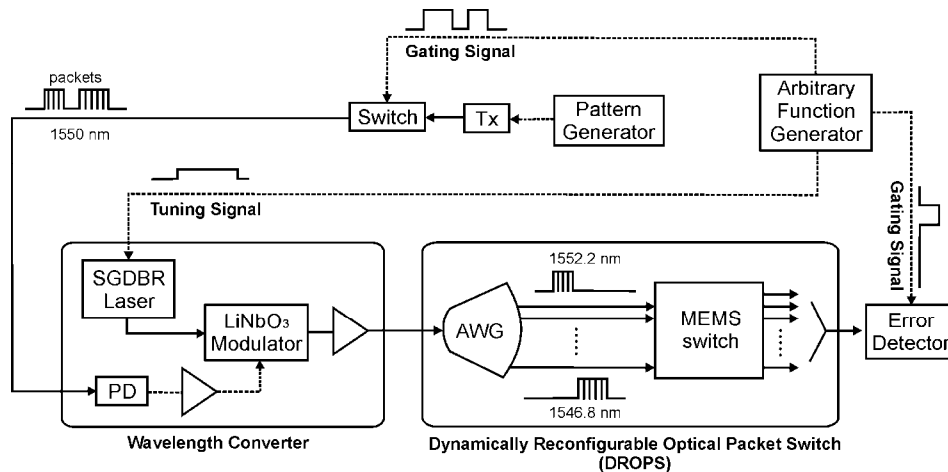 Gating Signal
packets
1550 nm
Switch
Tx
Pattern
Generator
Arbitrary
Function
Generator
Tuning Signal
Gating Signal
SGDBR
Laser
LiNbO₃
Modulator
PD
Wavelength Converter
1552.2 nm
AWG
MEMS
switch
1546.8 nm
Error
Detector
Dynamically Reconfigurable Optical Packet Switch
(DROPS)